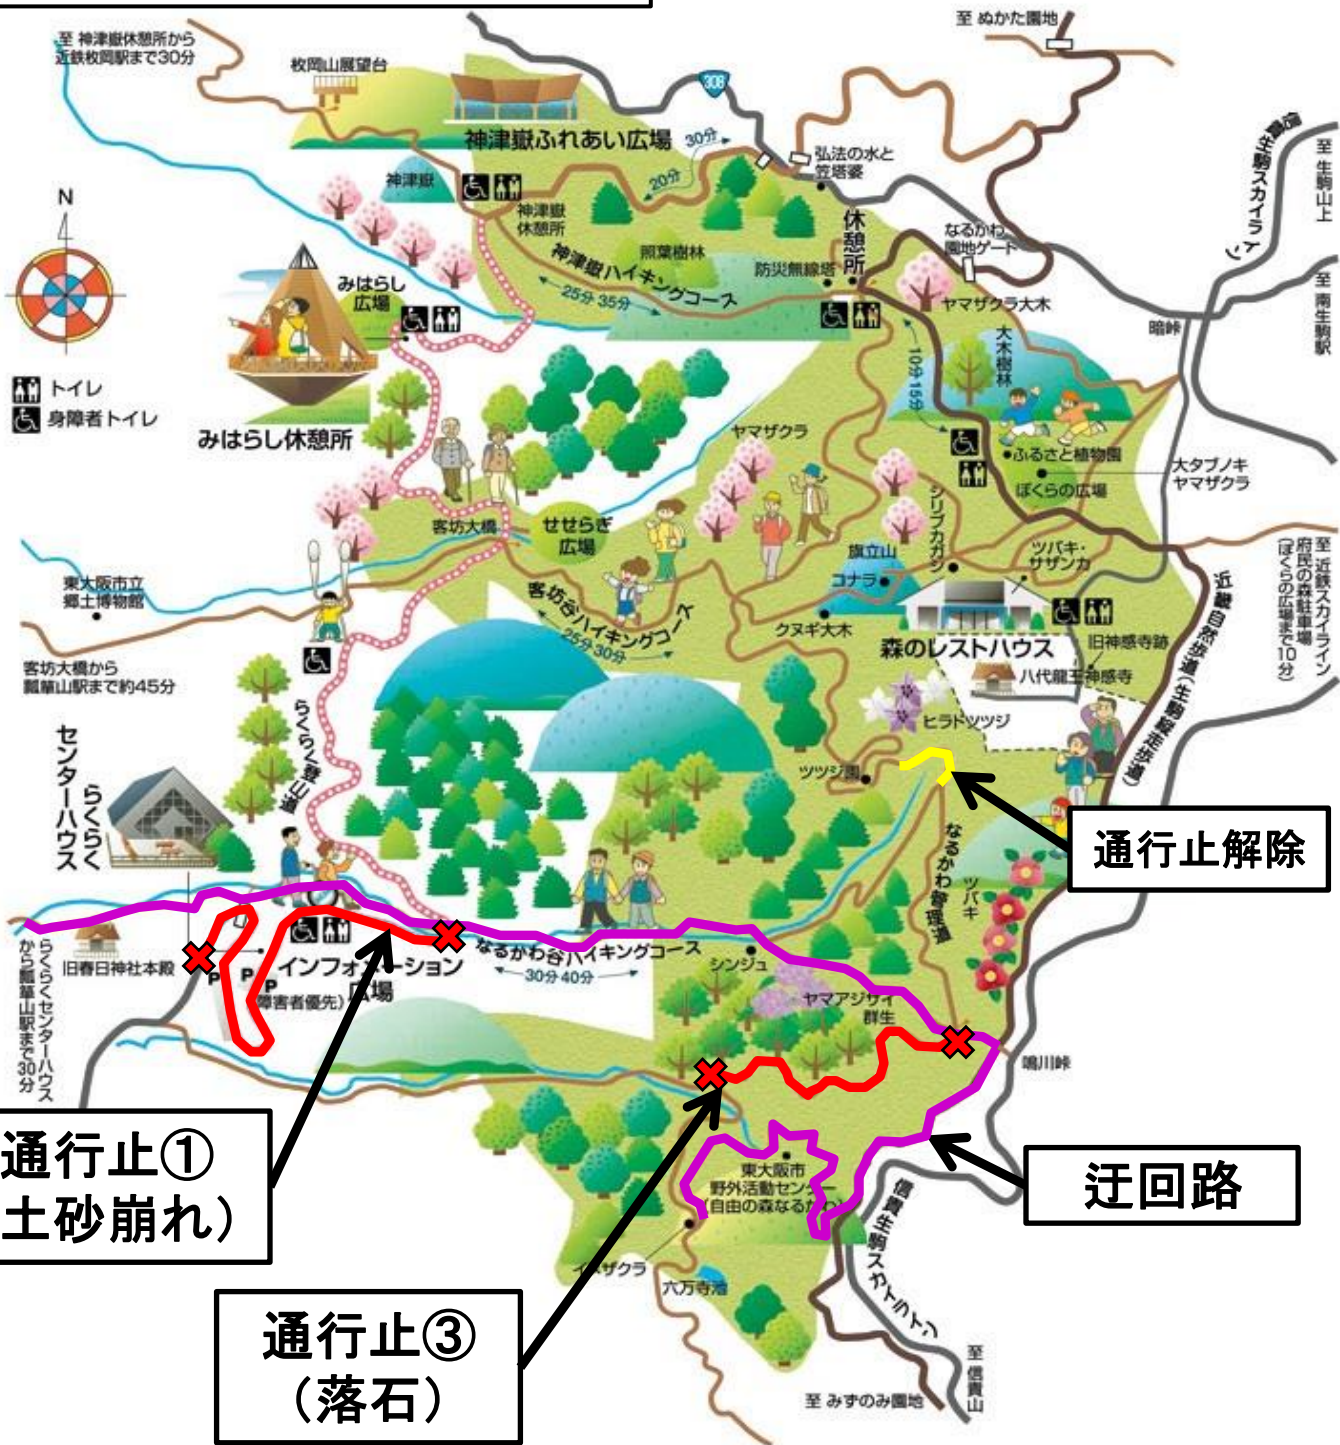 至 ぬかた園地
至 神津嶽休憩所から
近鉄枚岡駅まで30分
枚岡山展望台
308
神津嶽ふれあい広場
30分
20分
弘法の水と
笠塔婆
信貴生駒スカイライン
至 生駒山上
神津嶽
神津嶽
休憩所
休憩所
なるかわ
園地ゲート
N
照葉樹林
防災無線塔
神津嶽ハイキングコース
25分 35分
みはらし
広場
ヤマザクラ大木
至 南生駒駅
暗峠
大木樹林
10分 15分
トイレ
身障者トイレ
みはらし休憩所
ヤマザクラ
ふるさと植物園
ぼくらの広場
大タブノキ
ヤマザクラ
シリブカガシ
客坊大橋
せせらぎ
広場
旗立山
コナラ
ツバキ・
サザンカ
至 近鉄スカイライン
府民の森駐車場
(ぼくらの広場まで10分)
東大阪市立
郷土博物館
客坊谷ハイキングコース
25分 30分
クヌギ大木
森のレストハウス
旧神感寺跡
八代龍王神感寺
近畿自然歩道(生駒縦走歩道)
客坊大橋から
瓢箪山駅まで約45分
ヒラドツツジ
らくらく登山道
らくらく
センターハウス
ツツジ園
通行止解除
なるかわ管理道
ツバキ
旧春日神社本殿
らくらくセンターハウス
から瓢箪山駅まで30分
P
P
P
インフォメーション
広場
障害者優先)
なるかわ谷ハイキングコース
30分 40分
シンジュ
ヤマアジサイ
群生
鳴川峠
通行止①
土砂崩れ)
東大阪市
野外活動センター
(自由の森なるかわ)
迂回路
信貴生駒スカイライン
イヌザクラ
六万寺池
通行止③
(落石)
至 みずのみ園地
至 信貴山